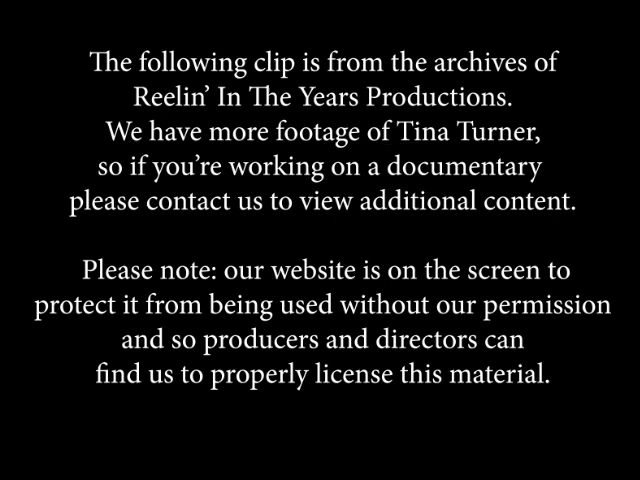 The following clip is from the archives of
Reelin’ In The Years Productions.
We have more footage of Tina Turner,
so if you’re working on a documentary
please contact us to view additional content.
Please note: our website is on the screen to
protect it from being used without our permission
and so producers and directors can
find us to properly license this material.